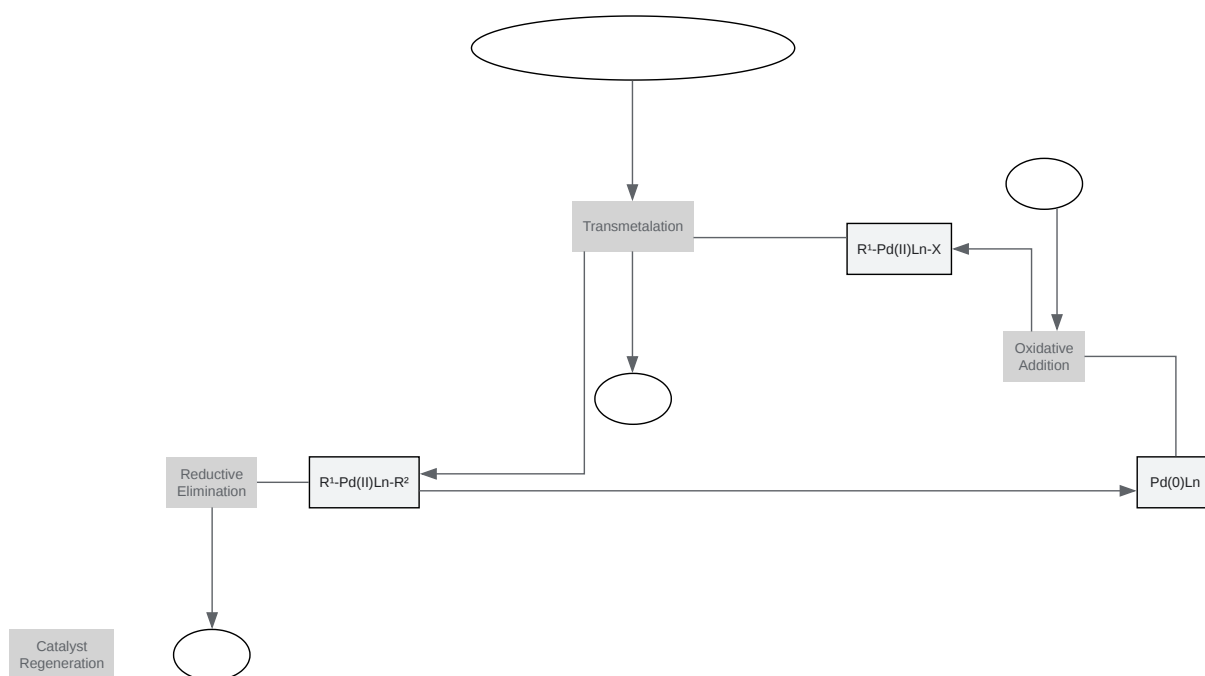 Transmetalation
R¹-Pd(II)Ln-X
Oxidative
Addition
Reductive
Elimination
R¹-Pd(II)Ln-R²
Pd(0)Ln
Catalyst
Regeneration